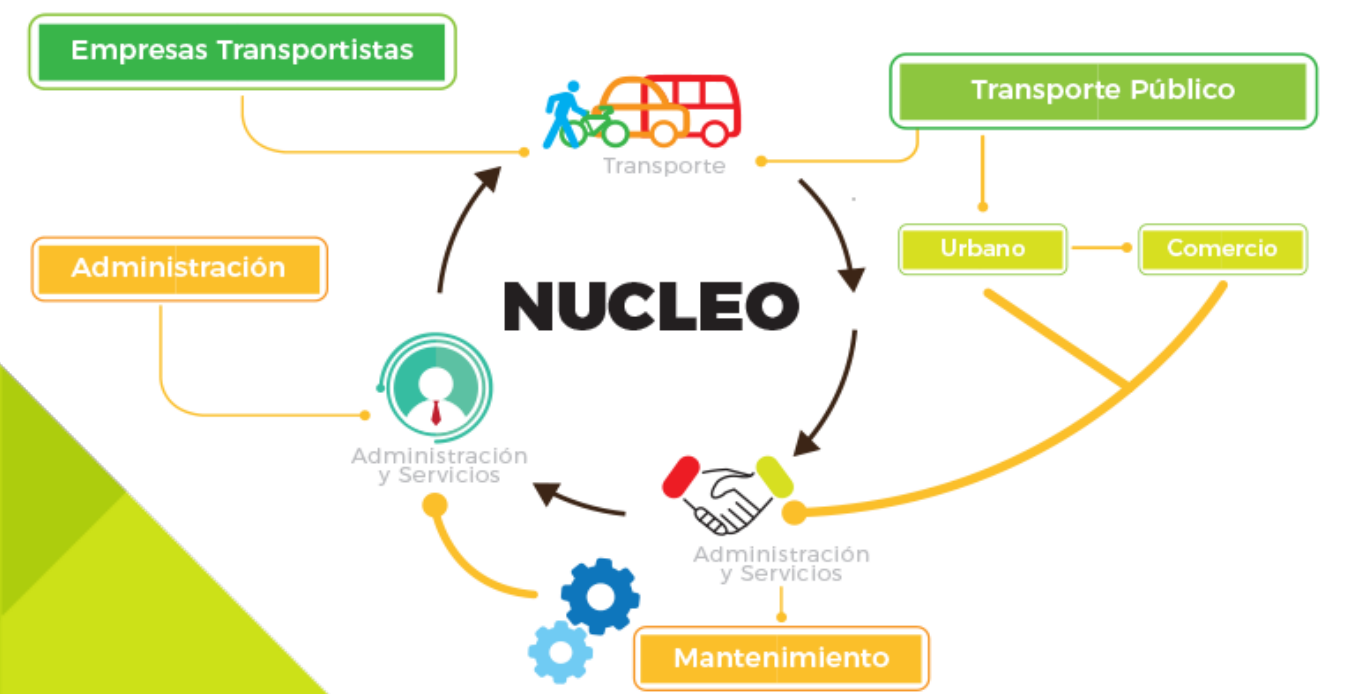 Empresas Transportistas
Transporte Público
Transporte
Urbano
Comercio
Administración
NUCLEO
Administración
y Servicios
Administración
y Servicios
Mantenimiento